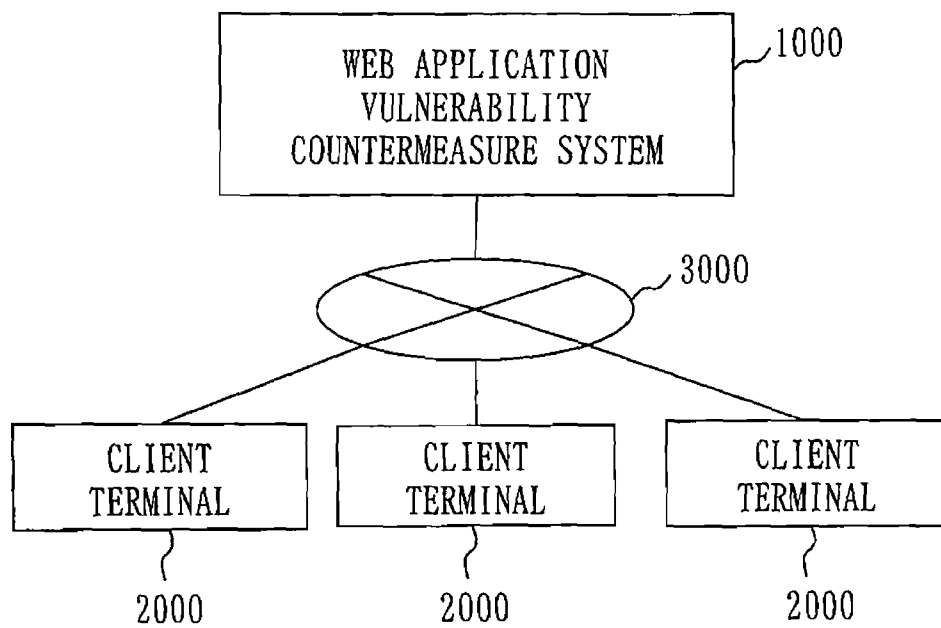 WEB APPLICATION
VULNERABILITY
COUNTERMEASURE SYSTEM
1000
3000
CLIENT
TERMINAL
CLIENT
TERMINAL
CLIENT
TERMINAL
2000
2000
2000